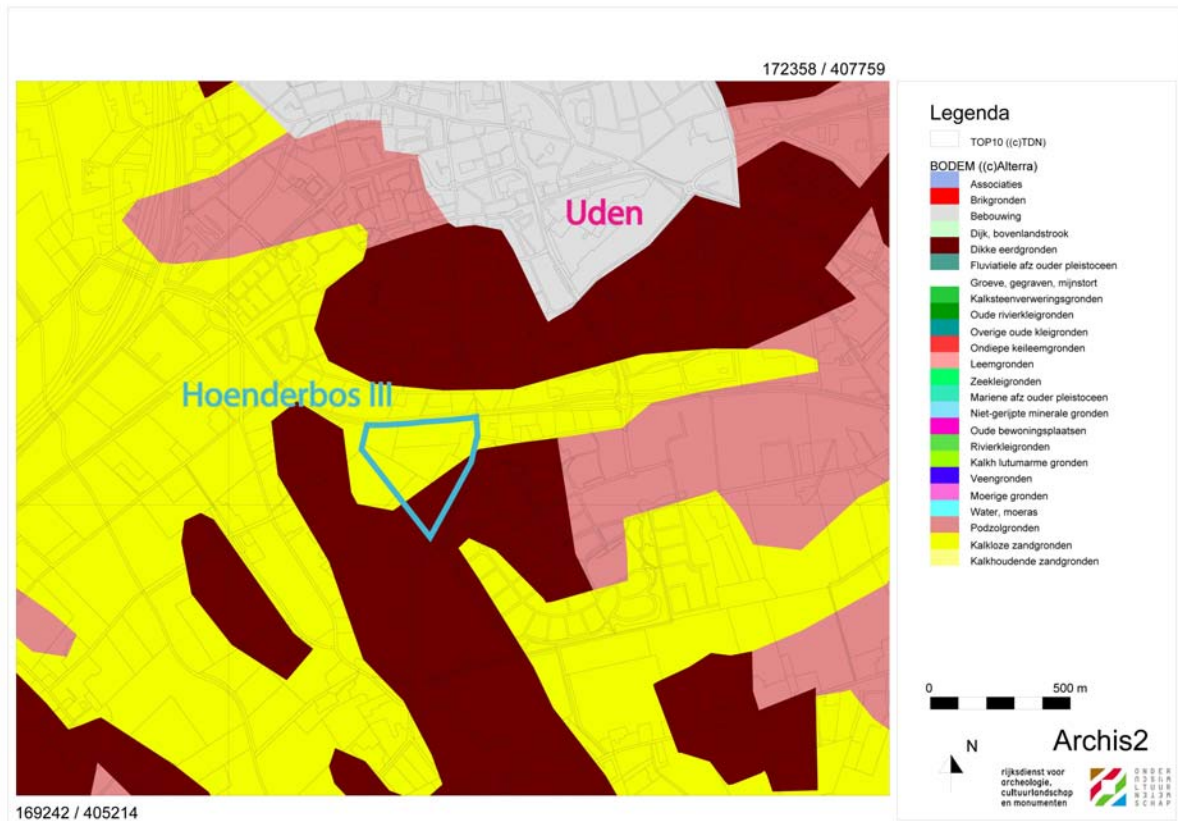 172358 / 407759
Uden
Hoenderbos III
169242 / 405214
Legenda
TOP10 ((c)TDN)
BODEM ((c)Alterra)
Associaties
Brikgronden
Bebouwing
Dijk, bovenlandstrook
Dikke eerdgronden
Fluviatiele afz ouder pleistoceen
Groeve, gegraven, mijnstort
Kalksteenverweringsgronden
Oude rivierkleigronden
Overige oude kleigronden
Ondiepe keileemgronden
Leemgronden
Zeekleigronden
Mariene afz ouder pleistoceen
Niet-gerijpte minerale gronden
Oude bewoningsplaatsen
Rivierkleigronden
Kalkh lutumarme gronden
Veengronden
Moerige gronden
Water, moeras
Podzolgronden
Kalkloze zandgronden
Kalkhoudende zandgronden
0 500 m
N
Archis2
rijksdienst voor
archeologie,
cultuurlandschap
en monumenten